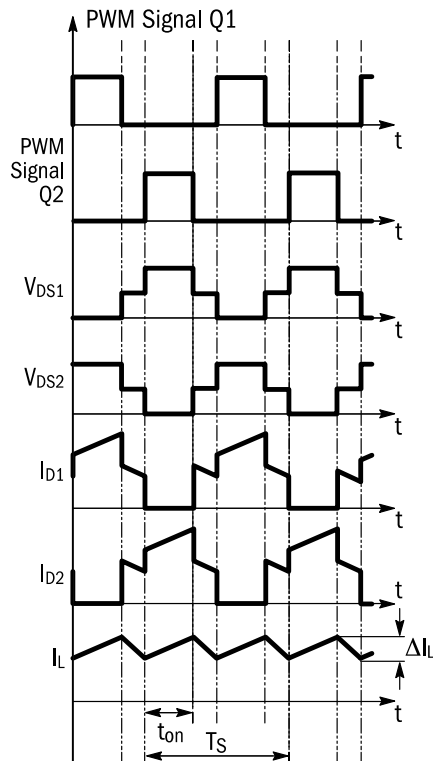 PWM Signal Q1
t
PWM
Signal
Q2
t
VDS1
t
VDS2
t
ID1
t
ID2
t
IL
ΔIL
t
ton
TS